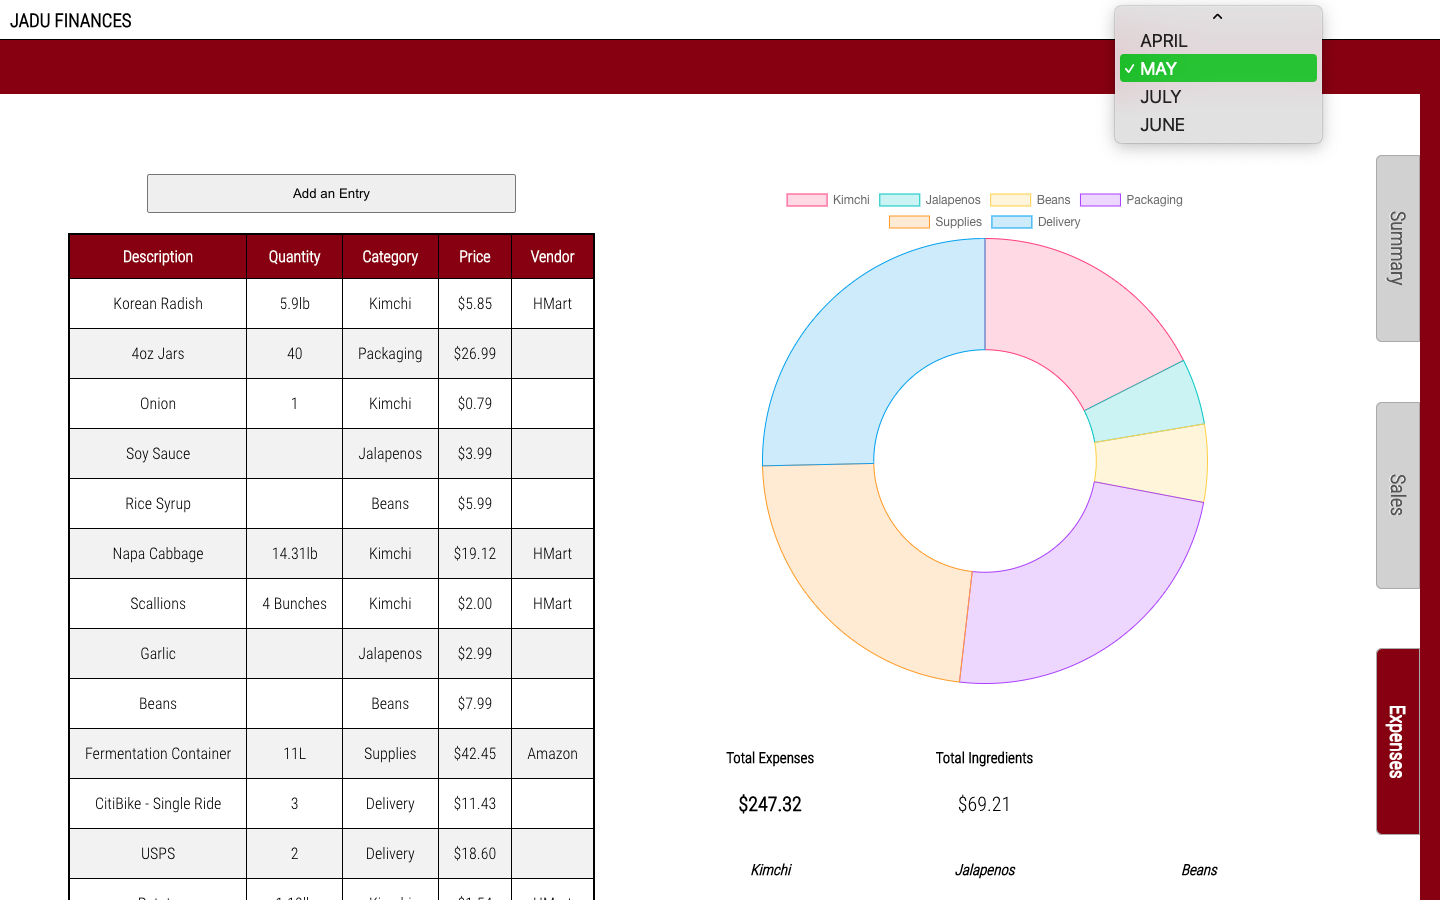 JADU FINANCES
APRIL
✓ MAY
JULY
JUNE
Add an Entry
Description Quantity Category Price Vendor
Korean Radish 5.9lb Kimchi $5.85 HMart
4oz Jars 40 Packaging $26.99
Onion 1 Kimchi $0.79
Soy Sauce Jalapenos $3.99
Rice Syrup Beans $5.99
Napa Cabbage 14.31lb Kimchi $19.12 HMart
Scallions 4 Bunches Kimchi $2.00 HMart
Garlic Jalapenos $2.99
Beans Beans $7.99
Fermentation Container 11L Supplies $42.45 Amazon
CitiBike - Single Ride 3 Delivery $11.43
USPS 2 Delivery $18.60
Kimchi Jalapenos Beans Packaging
Supplies Delivery
Total Expenses Total Ingredients
$247.32 $69.21
Kimchi Jalapenos Beans
Summary
Sales
Expenses